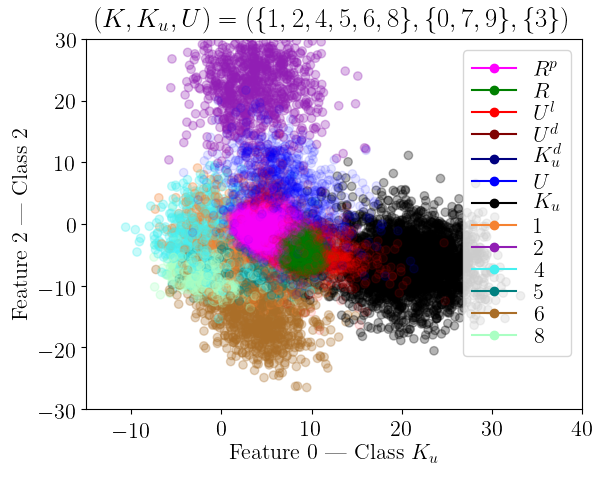 (K, K_u, U) = ({1, 2, 4, 5, 6, 8}, {0, 7, 9}, {3})
30
20
10
0
−10
−20
−30
Feature 2 — Class 2
−10
0
10
20
30
40
Feature 0 — Class K_u
R^p
R
U^l
U^d
K_u^d
U
K_u
1
2
4
5
6
8